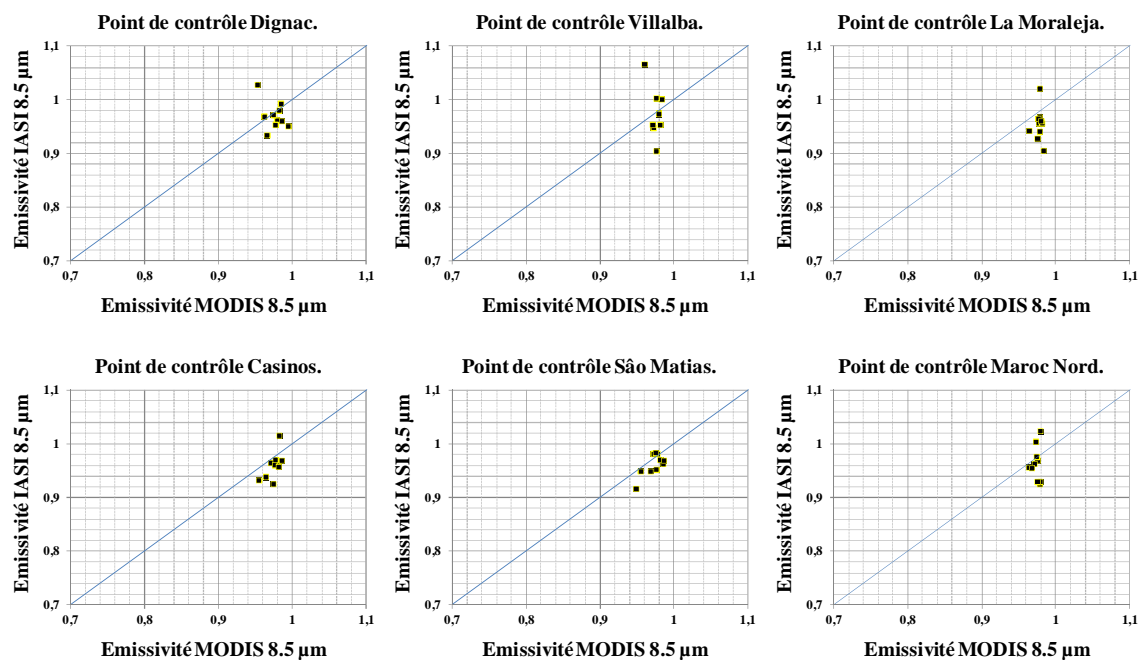 Point de contrôle Dignac.
Emissivité IASI 8.5 µm
1,1
1
0,9
0,8
0,7
0,7 0,8 0,9 1 1,1
Emissivité MODIS 8.5 µm
Point de contrôle Villalba.
Emissivité IASI 8.5 µm
1,1
1
0,9
0,8
0,7
0,7 0,8 0,9 1 1,1
Emissivité MODIS 8.5 µm
Point de contrôle La Moraleja.
Emissivité IASI 8.5 µm
1,1
1
0,9
0,8
0,7
0,7 0,8 0,9 1 1,1
Emissivité MODIS 8.5 µm
Point de contrôle Casinos.
Emissivité IASI 8.5 µm
1,1
1
0,9
0,8
0,7
0,7 0,8 0,9 1 1,1
Emissivité MODIS 8.5 µm
Point de contrôle Sâo Matias.
Emissivité IASI 8.5 µm
1,1
1
0,9
0,8
0,7
0,7 0,8 0,9 1 1,1
Emissivité MODIS 8.5 µm
Point de contrôle Maroc Nord.
Emissivité IASI 8.5 µm
1,1
1
0,9
0,8
0,7
0,7 0,8 0,9 1 1,1
Emissivité MODIS 8.5 µm